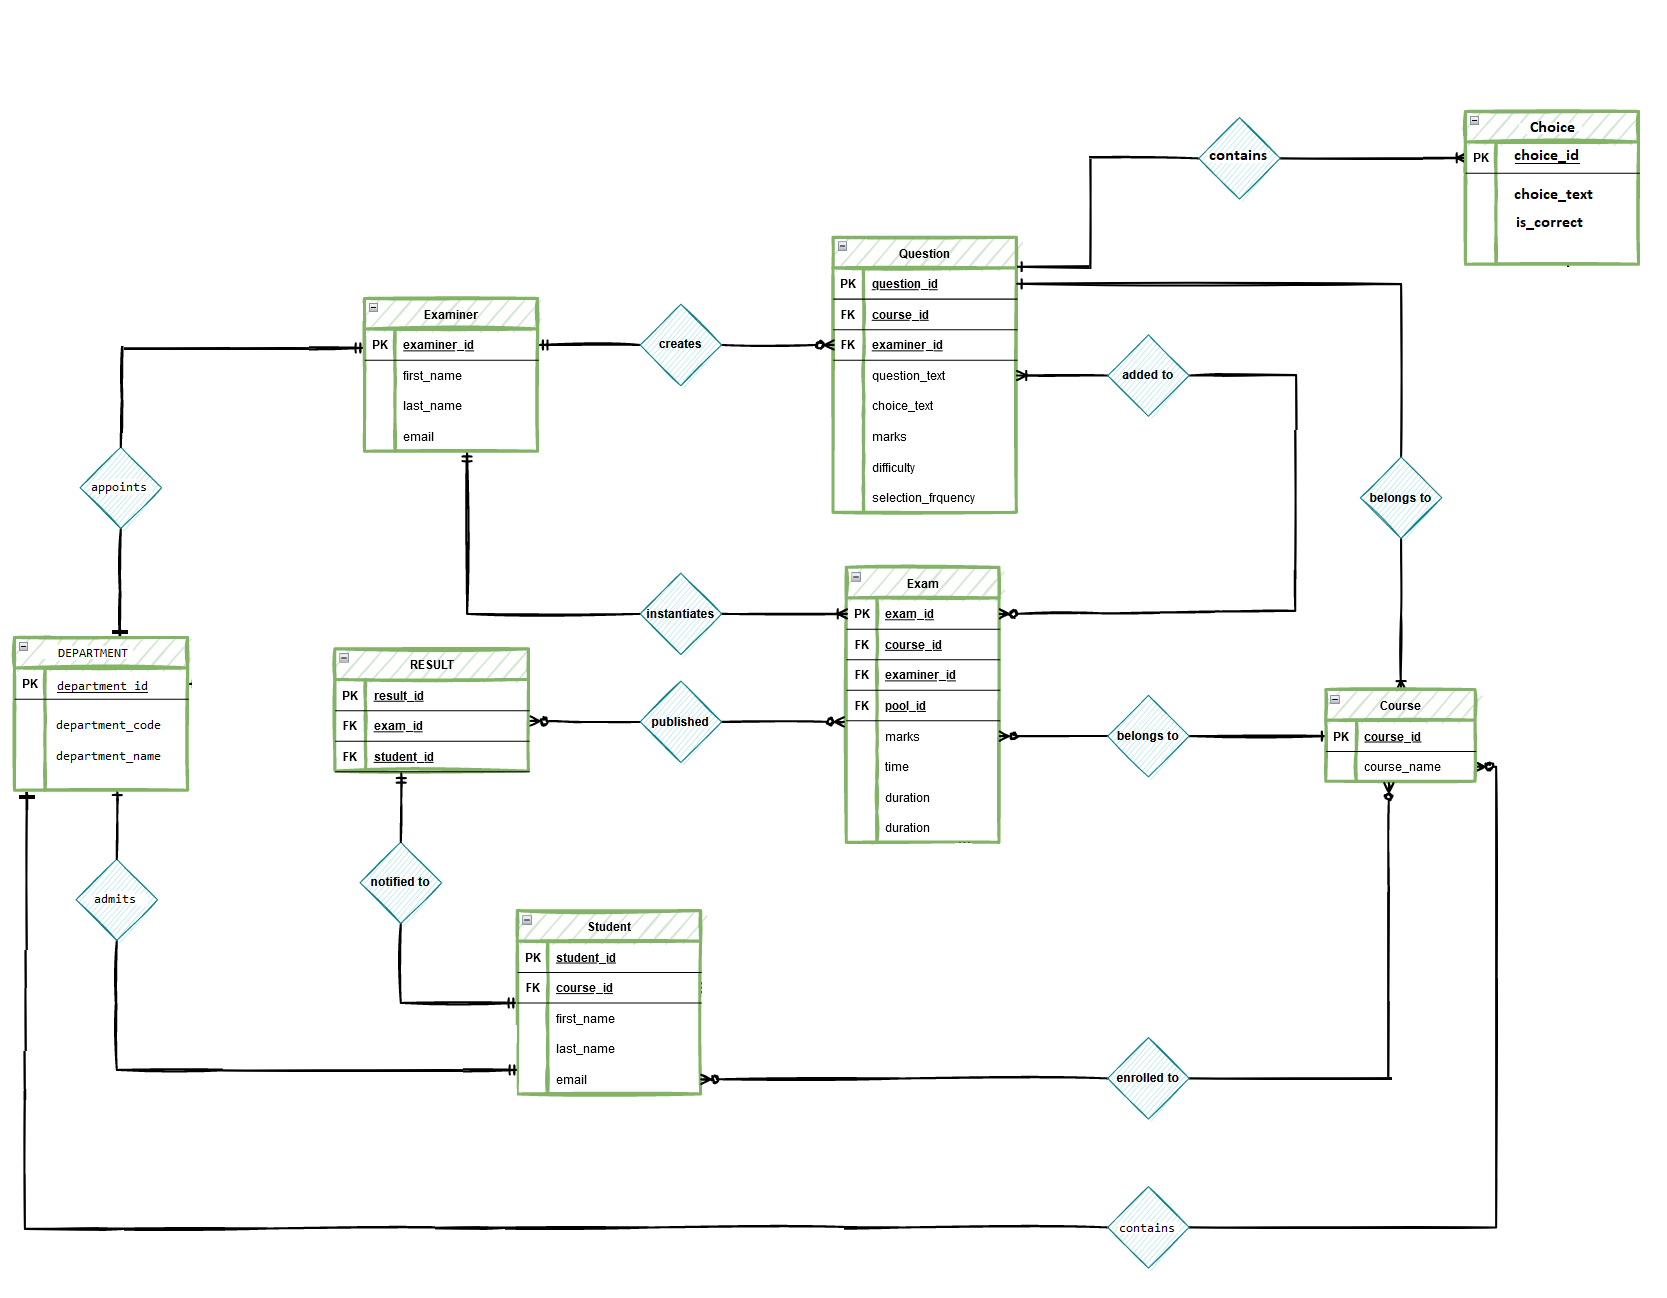 Choice
PK choice_id
choice_text
is_correct
contains
Question
PK question_id
FK course_id
FK examiner_id
question_text
choice_text
marks
difficulty
selection_frquency
Examiner
PK examiner_id
first_name
last_name
email
creates
added to
appoints
belongs to
Exam
PK exam_id
FK course_id
FK examiner_id
FK pool_id
marks
time
duration
duration
instantiates
DEPARTMENT
PK department_id
department_code
department_name
RESULT
PK result_id
FK exam_id
FK student_id
published
belongs to
Course
PK course_id
course_name
admits
notified to
Student
PK student_id
FK course_id
first_name
last_name
email
enrolled to
contains